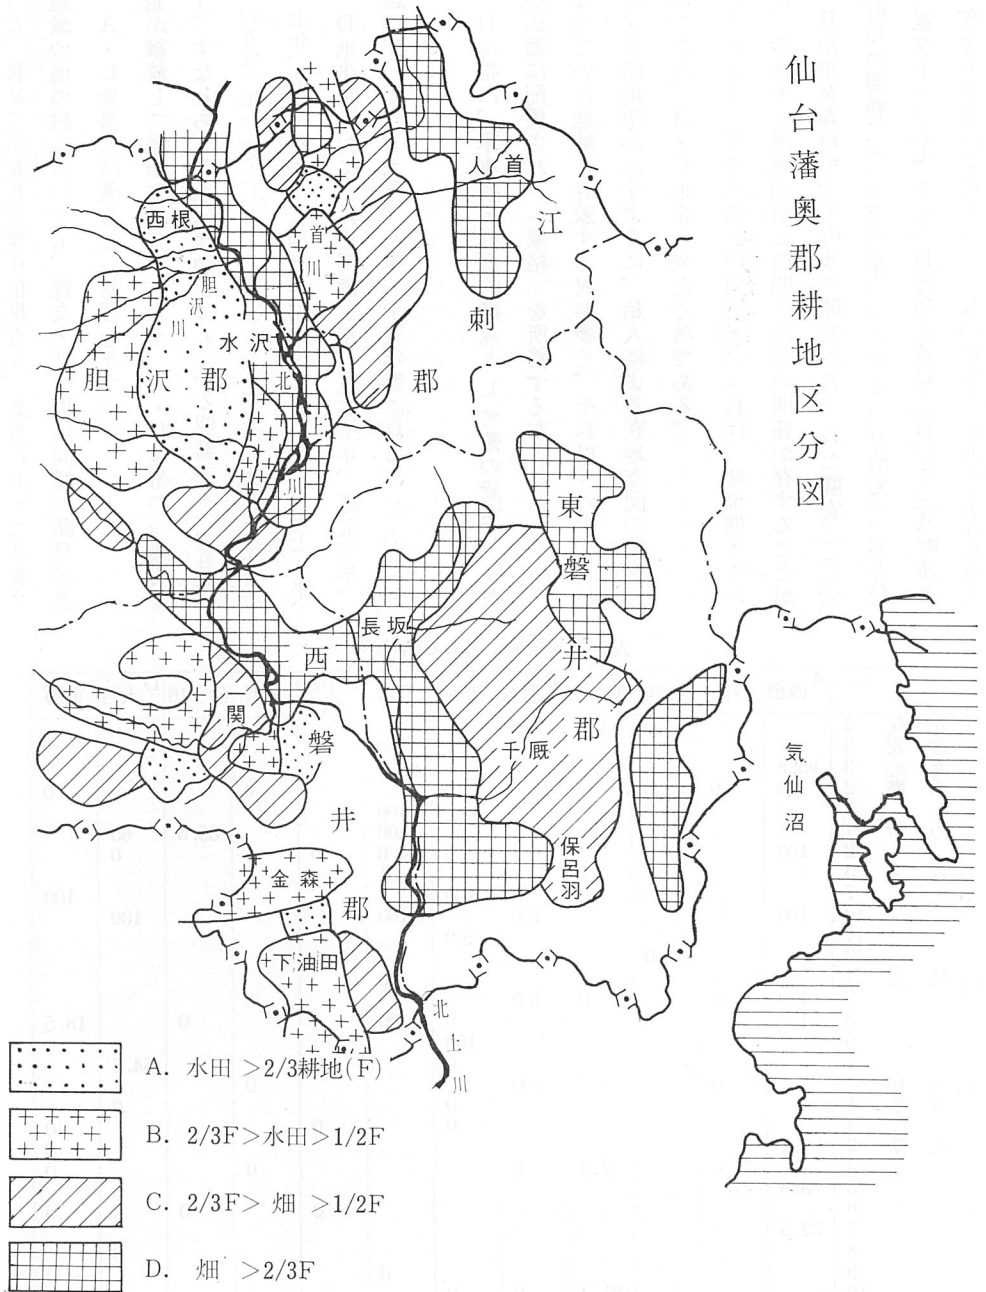 仙台藩奥郡耕地区分図
人首
江刺郡
西根
人首川
胆沢川
水沢
胆沢郡
北上川
東磐井郡
長坂
西磐井郡
関
千厩
気仙沼
保呂羽
金森
下油田
北上川
A. 水田 >2/3耕地(F)
B. 2/3F>水田>1/2F
C. 2/3F> 畑 >1/2F
D. 畑 >2/3F